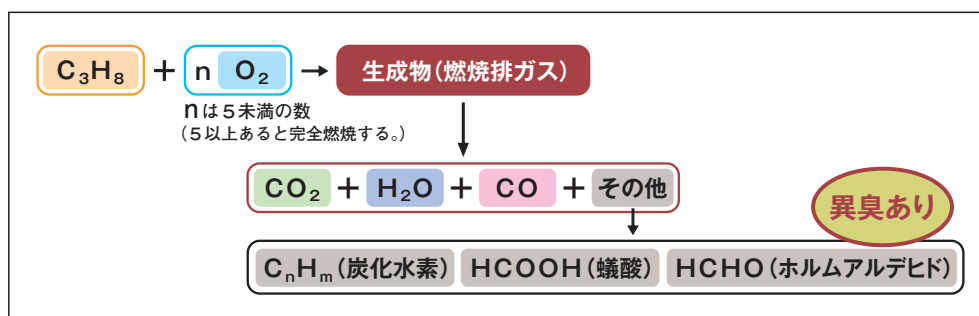 C₃H₈ + n O₂ → 生成物(燃焼排ガス)
nは5未満の数
(5以上あると完全燃焼する。)
CO₂ + H₂O + CO + その他
異臭あり
CnHm(炭化水素) HCOOH(蟻酸) HCHO(ホルムアルデヒド)